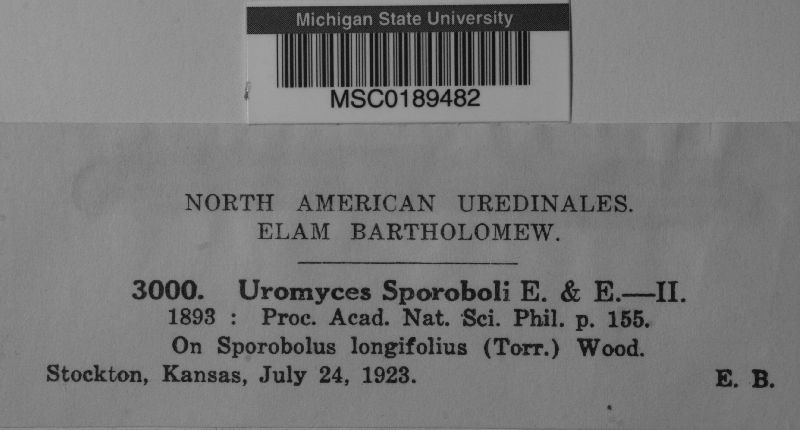 Michigan State University
MSC0189482
NORTH AMERICAN UREDINALES.
ELAM BARTHOLOMEW.
3000. Uromyces Sporoboli E. & E.—II.
1893 : Proc. Acad. Nat. Sci. Phil. p. 155.
On Sporobolus longifolius (Torr.) Wood.
Stockton, Kansas, July 24, 1923. E. B.